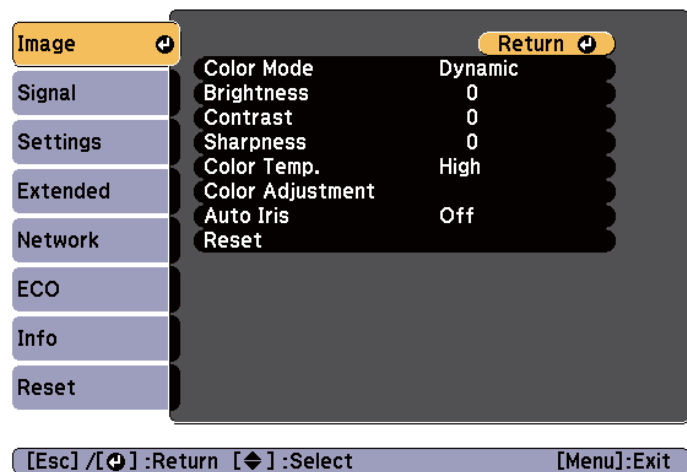 Image
Signal
Settings
Extended
Network
ECO
Info
Reset
Return
Color Mode Dynamic
Brightness 0
Contrast 0
Sharpness 0
Color Temp. High
Color Adjustment
Auto Iris Off
Reset
[Esc] /[⏎] :Return [◆] :Select [Menu]:Exit